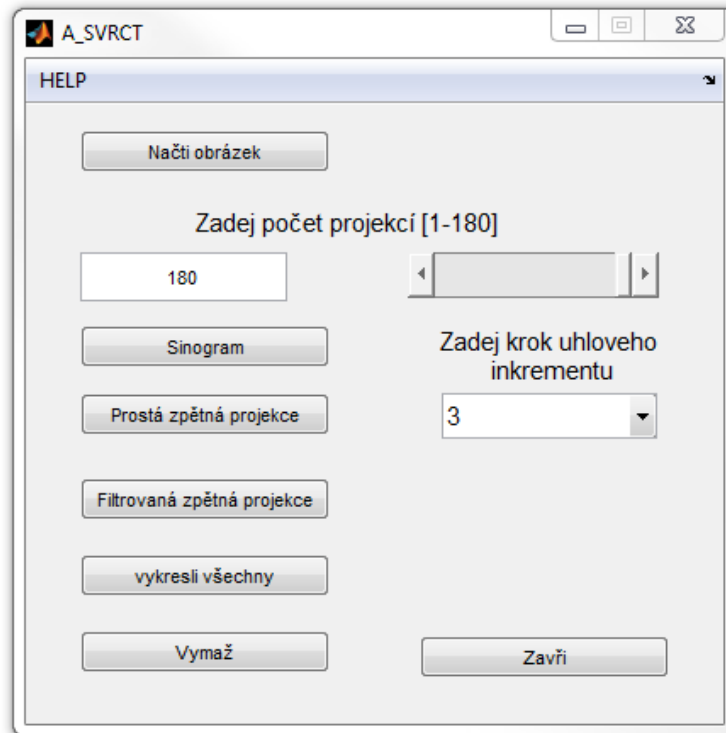 A_SVRCT
HELP
Načti obrázek
Zadej počet projekcí [1-180]
180
Sinogram
Zadej krok uhloveho
inkrementu
Prostá zpětná projekce
3
Filtrovaná zpětná projekce
vykresli všechny
Vymaž
Zavři